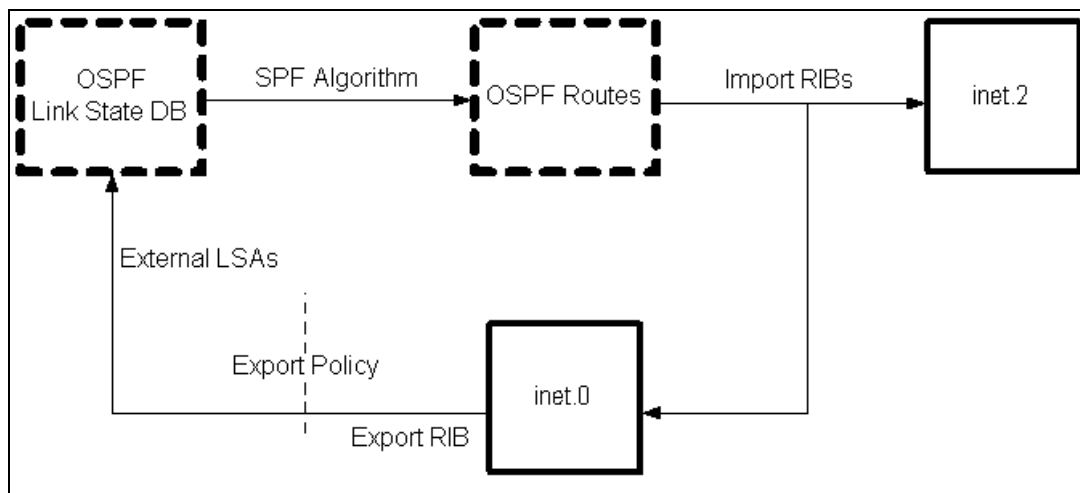 OSPF
Link State DB
SPF Algorithm
OSPF Routes
Import RIBs
inet.2
External LSAs
Export Policy
Export RIB
inet.0